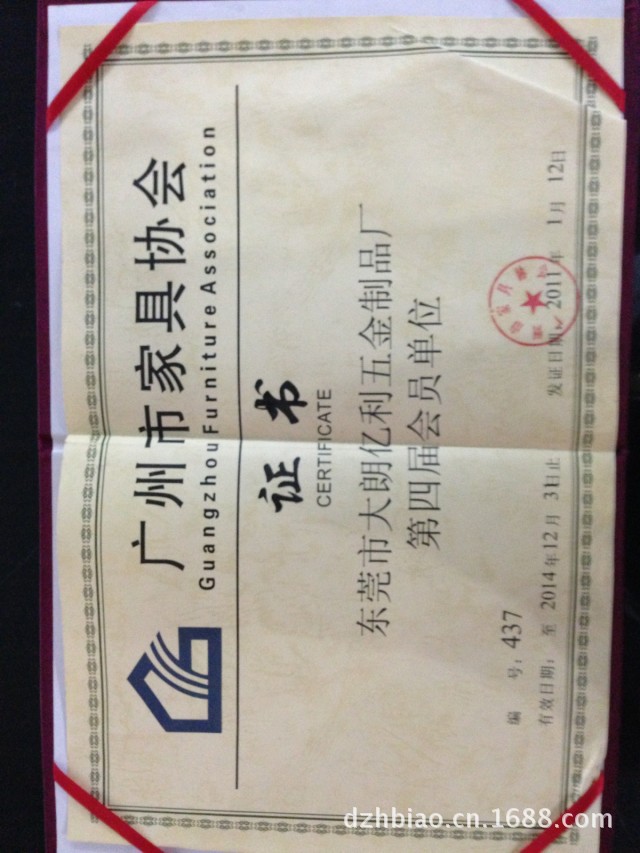 广州市家具协会
Guangzhou Furniture Association
证书
CERTIFICATE
东莞市大朗亿利五金制品厂
第四届会员单位
编 号：437
有效日期： 至 2014年12月 31日止
发证日期：2011年 1月 12日
dzhbiao.cn.1688.com